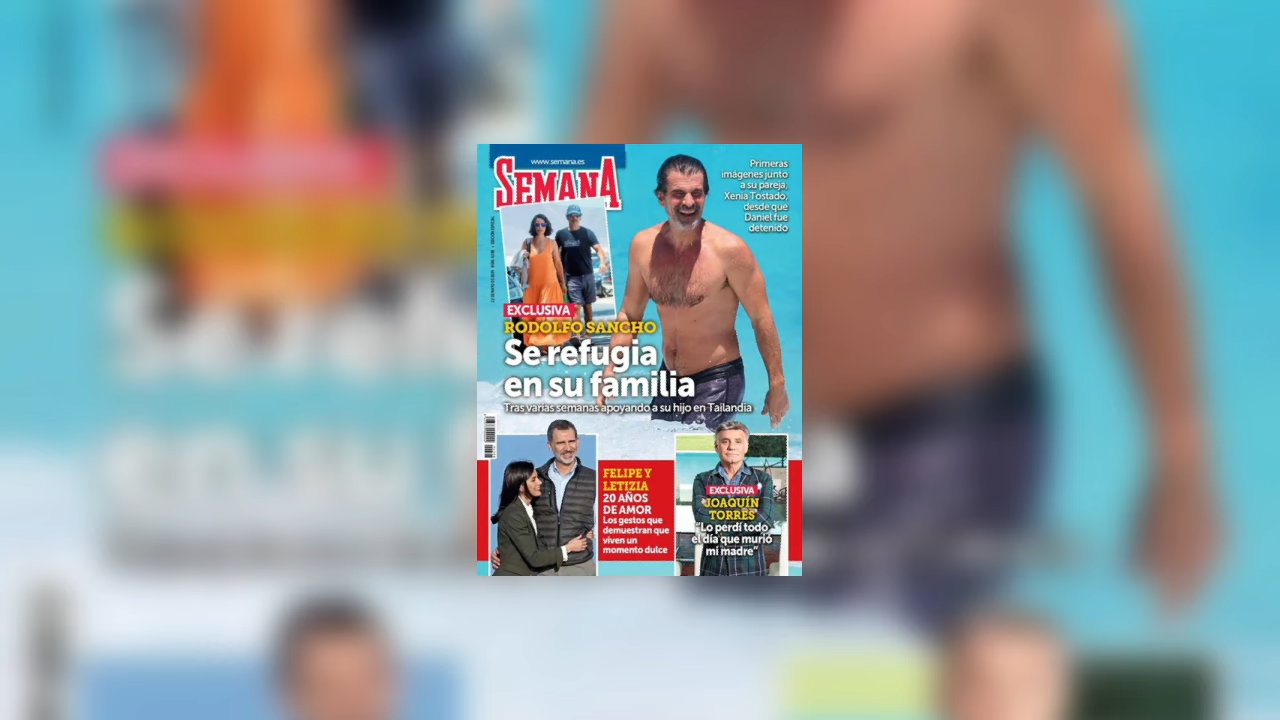 www.semana.es
SEMANA
Primeras
imágenes junto
a su pareja,
Xenia Tostado,
desde que
Daniel fue
detenido
EXCLUSIVA
RODOLFO SANCHO
Se refugia
en su familia
Tras varias semanas apoyando a su hijo en Tailandia
FELIPE Y
LETIZIA
20 AÑOS
DE AMOR
Los gestos que
demuestran que
viven un
momento dulce
EXCLUSIVA
JOAQUÍN
TORRES
“Lo perdí todo
el día que murió
mi madre”